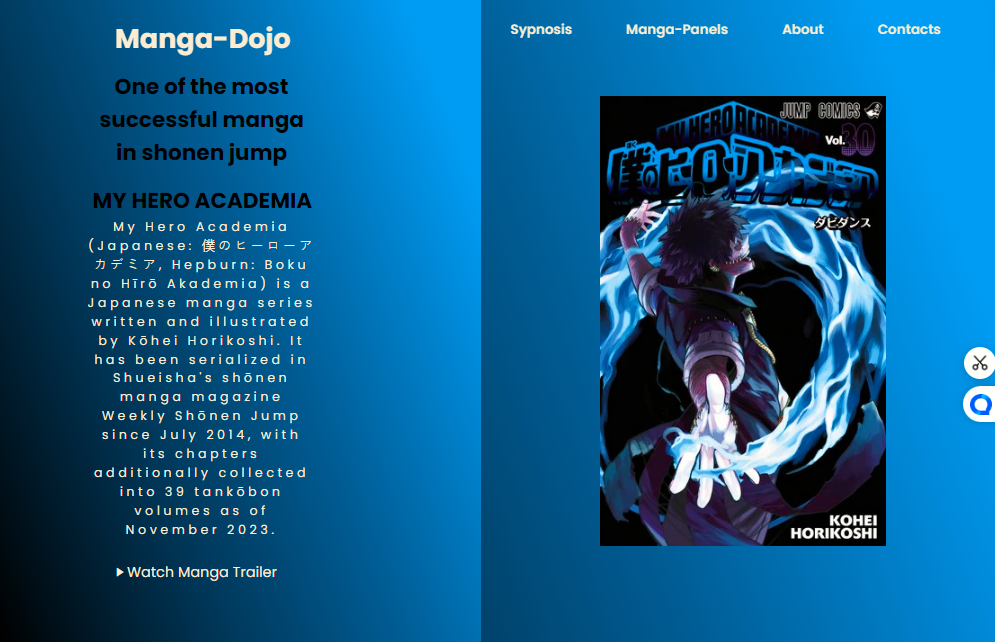 Manga-Dojo
One of the most
successful manga
in shonen jump
MY HERO ACADEMIA
My Hero Academia
(Japanese: 僕のヒーローア
カデミア, Hepburn: Boku
no Hīrō Akademia) is a
Japanese manga series
written and illustrated
by Kōhei Horikoshi. It
has been serialized in
Shueisha's shōnen
manga magazine
Weekly Shōnen Jump
since July 2014, with
its chapters
additionally collected
into 39 tankōbon
volumes as of
November 2023.
Watch Manga Trailer
Sypnosis Manga-Panels About Contacts
JUMP COMICS
MY HERO ACADEMIA
Vol.30
僕のヒーローアカデミア
ダビダンス
KOHEI
HORIKOSHI